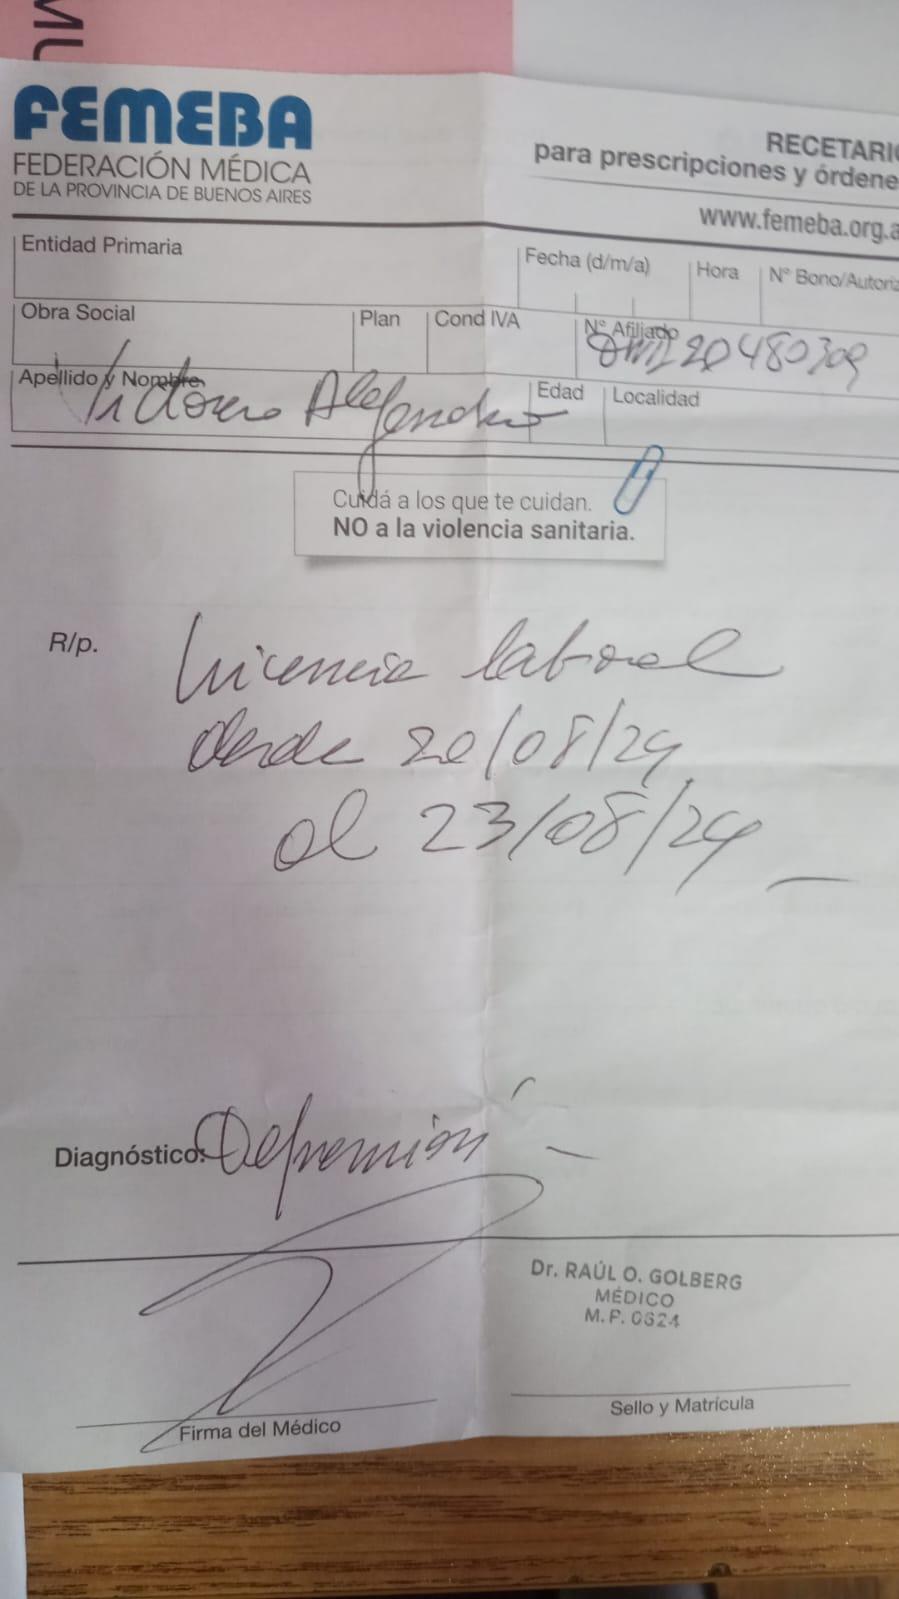 FEMEBA
FEDERACIÓN MÉDICA
DE LA PROVINCIA DE BUENOS AIRES
RECETARI
para prescripciones y órdene
www.femeba.org.a
Entidad Primaria
Fecha (d/m/a)
Hora
N° Bono/Autoriz
Obra Social
Plan
Cond IVA
N° Afiliado
20480309
Apellido y Nombre
Alejandro
Edad
Localidad
Cuidá a los que te cuidan.
NO a la violencia sanitaria.
R/p.
Licencia laboral
desde 20/08/24
al 23/08/24
Diagnóstico: Depresión
Dr. RAÚL O. GOLBERG
MÉDICO
M.P. 0624
Firma del Médico
Sello y Matrícula